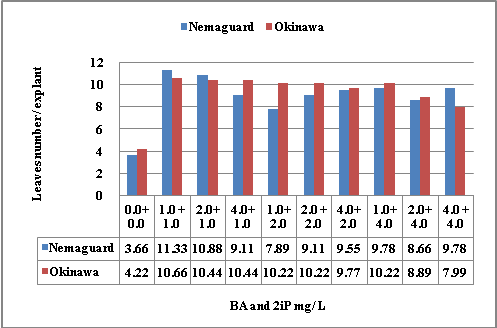 Nemaguard Okinawa
Leaves number/ explant
12
10
8
6
4
2
0
0.0+ 0.0 1.0+ 1.0 2.0+ 1.0 4.0+ 1.0 1.0+ 2.0 2.0+ 2.0 4.0+ 2.0 1.0+ 4.0 2.0+ 4.0 4.0+ 4.0
Nemaguard 3.66 11.33 10.88 9.11 7.89 9.11 9.55 9.78 8.66 9.78
Okinawa 4.22 10.66 10.44 10.44 10.22 10.22 9.77 10.22 8.89 7.99
BA and 2iP mg/L